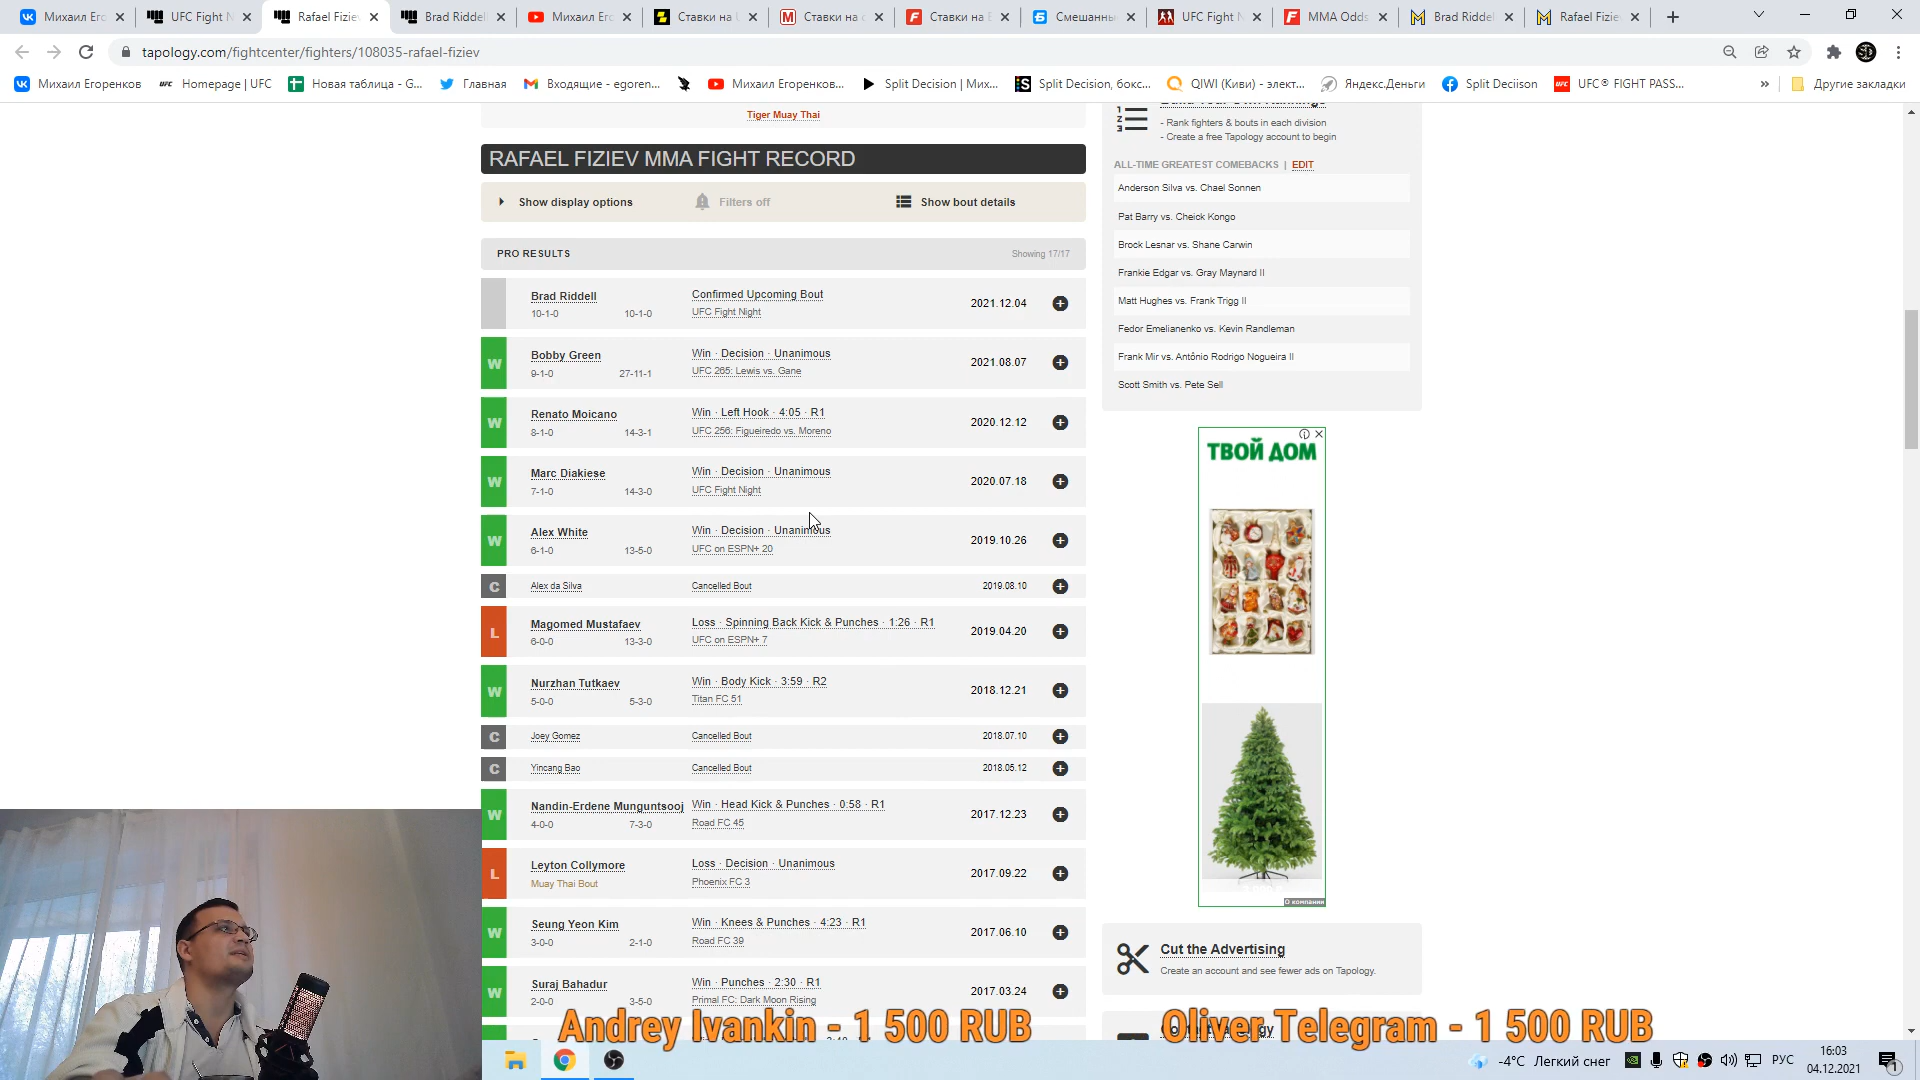 Михаил Его
UFC Fight N
Rafael Fizie
Brad Riddell
Михаил Его
Ставки на U
Ставки на с
Ставки на Е
Смешанны
UFC Fight N
MMA Odds
Brad Riddel
Rafael Fizie
tapology.com/fightcenter/fighters/108035-rafael-fiziev
Михаил Егоренков
Homepage | UFC
Новая таблица - G...
Главная
Входящие - egoren...
Михаил Егоренков...
Split Decision | Мих...
Split Decision, бокс...
QIWI (Киви) - элект...
Яндекс.Деньги
Split Deciison
UFC® FIGHT PASS...
»
Другие закладки
Tiger Muay Thai
RAFAEL FIZIEV MMA FIGHT RECORD
Show display options
Filters off
Show bout details
PRO RESULTS
Showing 17/17
Brad Riddell Confirmed Upcoming Bout 2021.12.04
10-1-0 10-1-0 UFC Fight Night
W Bobby Green Win · Decision · Unanimous 2021.08.07
9-1-0 27-11-1 UFC 265: Lewis vs. Gane
W Renato Moicano Win · Left Hook · 4:05 · R1 2020.12.12
8-1-0 14-3-1 UFC 256: Figueiredo vs. Moreno
W Marc Diakiese Win · Decision · Unanimous 2020.07.18
7-1-0 14-3-0 UFC Fight Night
W Alex White Win · Decision · Unanimous 2019.10.26
6-1-0 13-5-0 UFC on ESPN+ 20
C Alex da Silva Cancelled Bout 2019.08.10
L Magomed Mustafaev Loss · Spinning Back Kick & Punches · 1:26 · R1 2019.04.20
6-0-0 13-3-0 UFC on ESPN+ 7
W Nurzhan Tutkaev Win · Body Kick · 3:59 · R2 2018.12.21
5-0-0 5-3-0 Titan FC 51
C Joey Gomez Cancelled Bout 2018.07.10
C Yincang Bao Cancelled Bout 2018.05.12
W Nandin-Erdene Munguntsooj Win · Head Kick & Punches · 0:58 · R1 2017.12.23
4-0-0 7-3-0 Road FC 45
L Leyton Collymore Loss · Decision · Unanimous 2017.09.22
Muay Thai Bout Phoenix FC 3
W Seung Yeon Kim Win · Knees & Punches · 4:23 · R1 2017.06.10
3-0-0 2-1-0 Road FC 39
W Suraj Bahadur Win · Punches · 2:30 · R1 2017.03.24
2-0-0 3-5-0 Primal FC: Dark Moon Rising
- Rank fighters & bouts in each division
- Create a free Tapology account to begin
ALL-TIME GREATEST COMEBACKS | EDIT
Anderson Silva vs. Chael Sonnen
Pat Barry vs. Cheick Kongo
Brock Lesnar vs. Shane Carwin
Frankie Edgar vs. Gray Maynard II
Matt Hughes vs. Frank Trigg II
Fedor Emelianenko vs. Kevin Randleman
Frank Mir vs. Antônio Rodrigo Nogueira II
Scott Smith vs. Pete Sell
ТВОЙ ДОМ
О компании
Cut the Advertising
Create an account and see fewer ads on Tapology.
Andrey Ivankin - 1 500 RUB
Oliver Telegram - 1 500 RUB
-4°C Легкий снег
РУС
16:03
04.12.2021
1